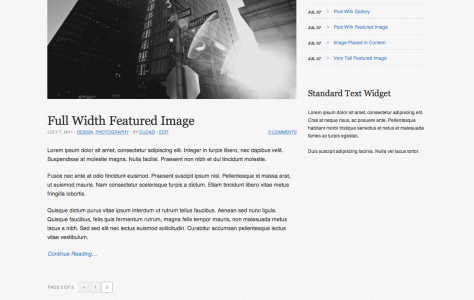 JUL 07 > Post With Gallery
JUL 07 > Post With Featured Image
JUL 07 > Image Placed in Content
JUL 07 > Very Tall Featured Image
Standard Text Widget
Lorem ipsum dolor sit amet, consectetur adipiscing elit.
Cras at neque risus, ac posuere ante. Pellentesque
habitant morbi tristique senectus et netus et malesuada
fames ac turpis egestas.
Duis suscipit adipiscing lacinia. Nulla vel lacus tortor.
Full Width Featured Image
JULY 7, 2011 · DESIGN, PHOTOGRAPHY · BY · EDIT
0 COMMENTS
Lorem ipsum dolor sit amet, consectetur adipiscing elit. Integer in turpis libero, nec dapibus velit.
Suspendisse at molestie magna. Nulla facilisi. Praesent non nibh et dui tincidunt molestie.
Fusce nec ante at odio tincidunt euismod. Praesent suscipit ipsum nisl. Pellentesque id massa erat,
ut euismod mauris. Nam consectetur scelerisque turpis a dictum. Etiam tincidunt libero vitae metus
fringilla lobortis.
Quisque dictum purus vitae ipsum interdum ut rutrum tellus faucibus. Aenean sed nunc ligula.
Quisque faucibus, felis quis fermentum rutrum, magna felis tempor mauris, non malesuada metus
lacus a nibh. Sed sed elit nec lectus euismod sollicitudin. Curabitur accumsan pellentesque lectus
vitae vestibulum.
Continue Reading…
PAGE 2 OF 2 « 1 2